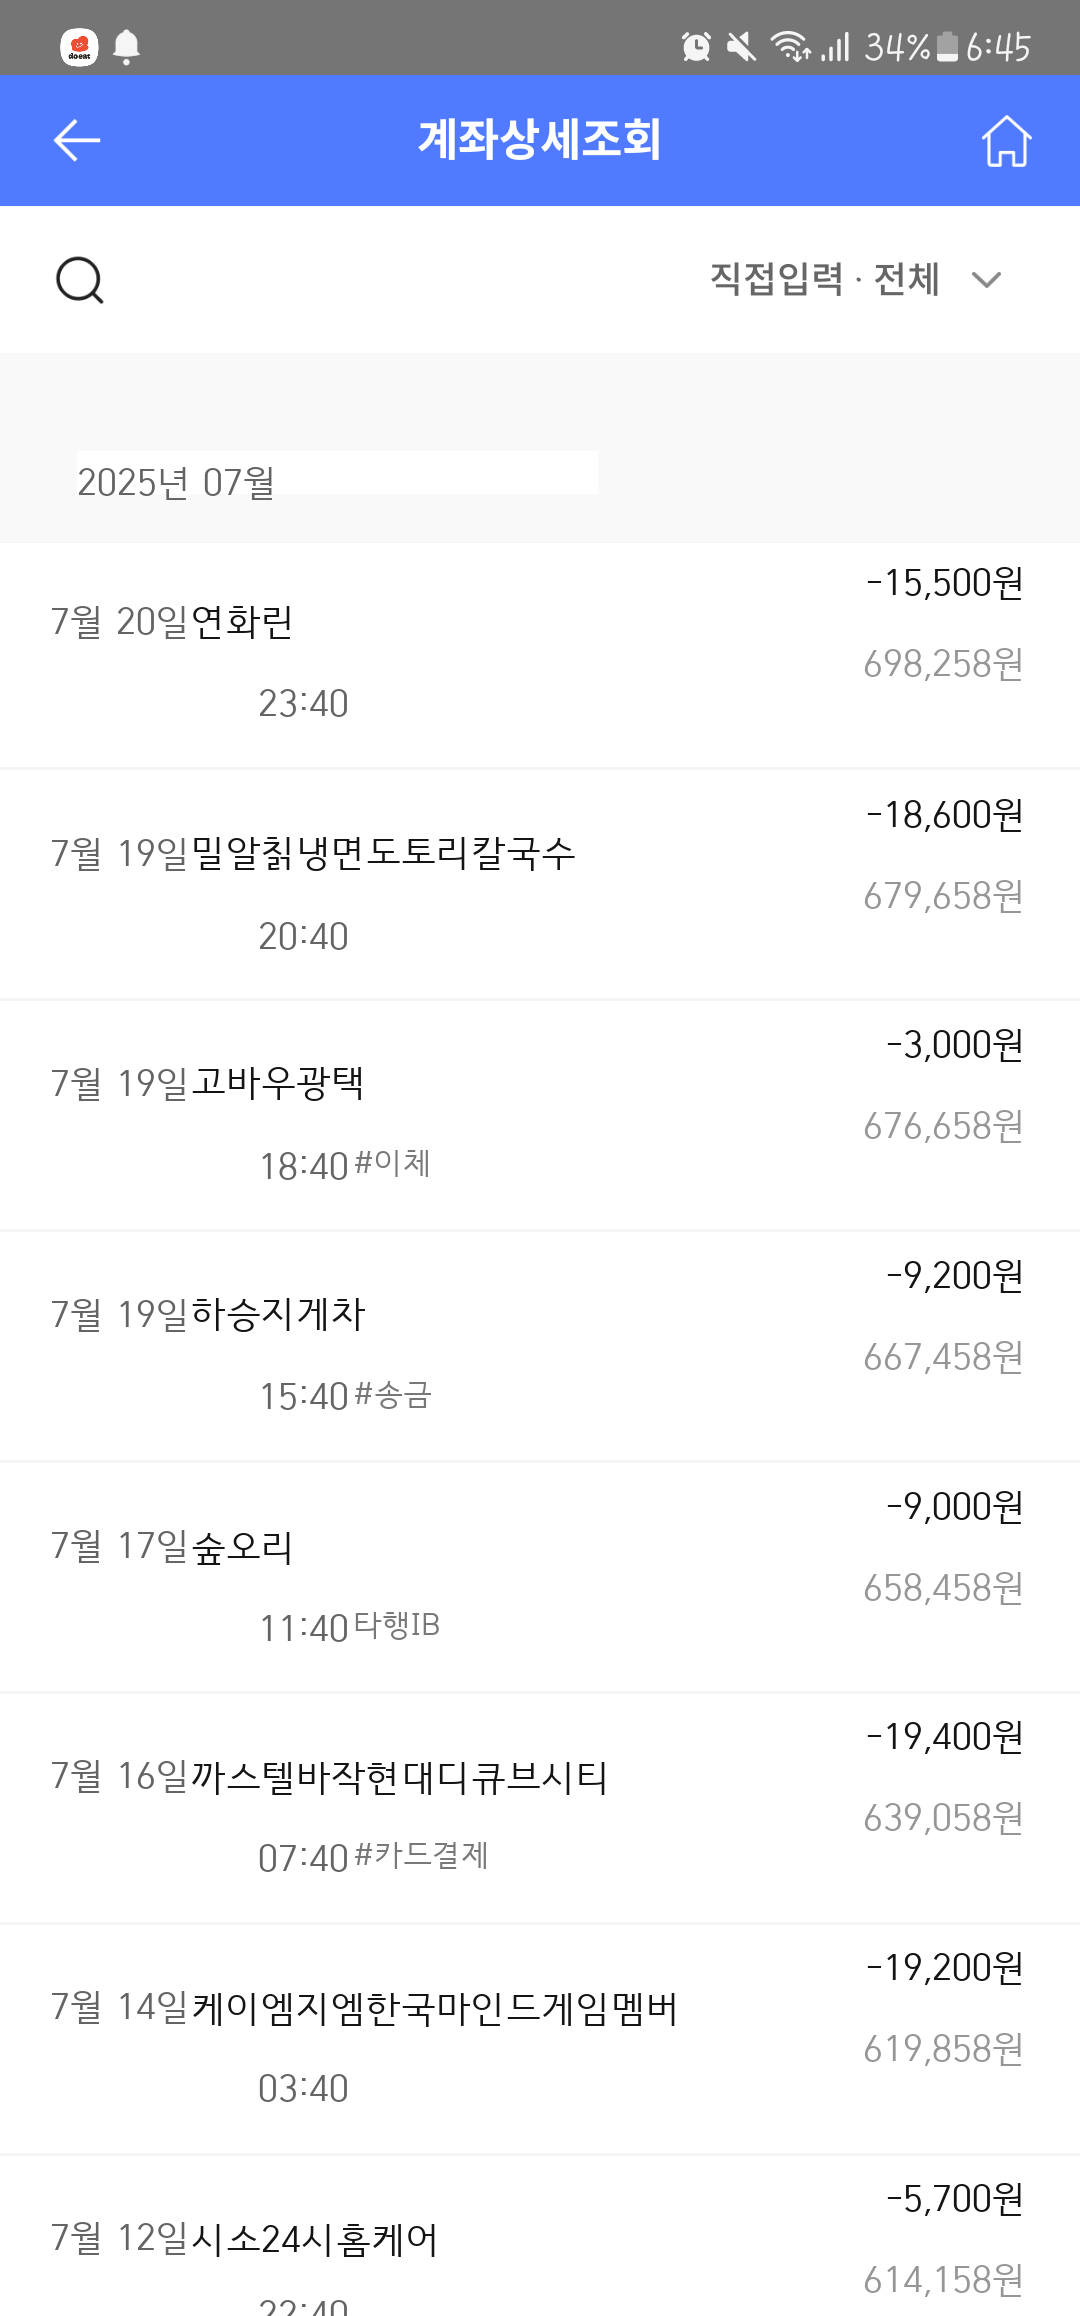 doeat
34% 6:45
계좌상세조회
직접입력 · 전체
2025년 07월
-15,500원
7월 20일 연화린
698,258원
23:40
-18,600원
7월 19일 밀알칡냉면도토리칼국수
679,658원
20:40
-3,000원
7월 19일 고바우광택
676,658원
18:40 #이체
-9,200원
7월 19일 하승지게차
667,458원
15:40 #송금
-9,000원
7월 17일 숲오리
658,458원
11:40 타행IB
-19,400원
7월 16일 까스텔바작현대디큐브시티
639,058원
07:40 #카드결제
-19,200원
7월 14일 케이엠지엠한국마인드게임멤버
619,858원
03:40
-5,700원
7월 12일 시소24시홈케어
614,158원
22:40